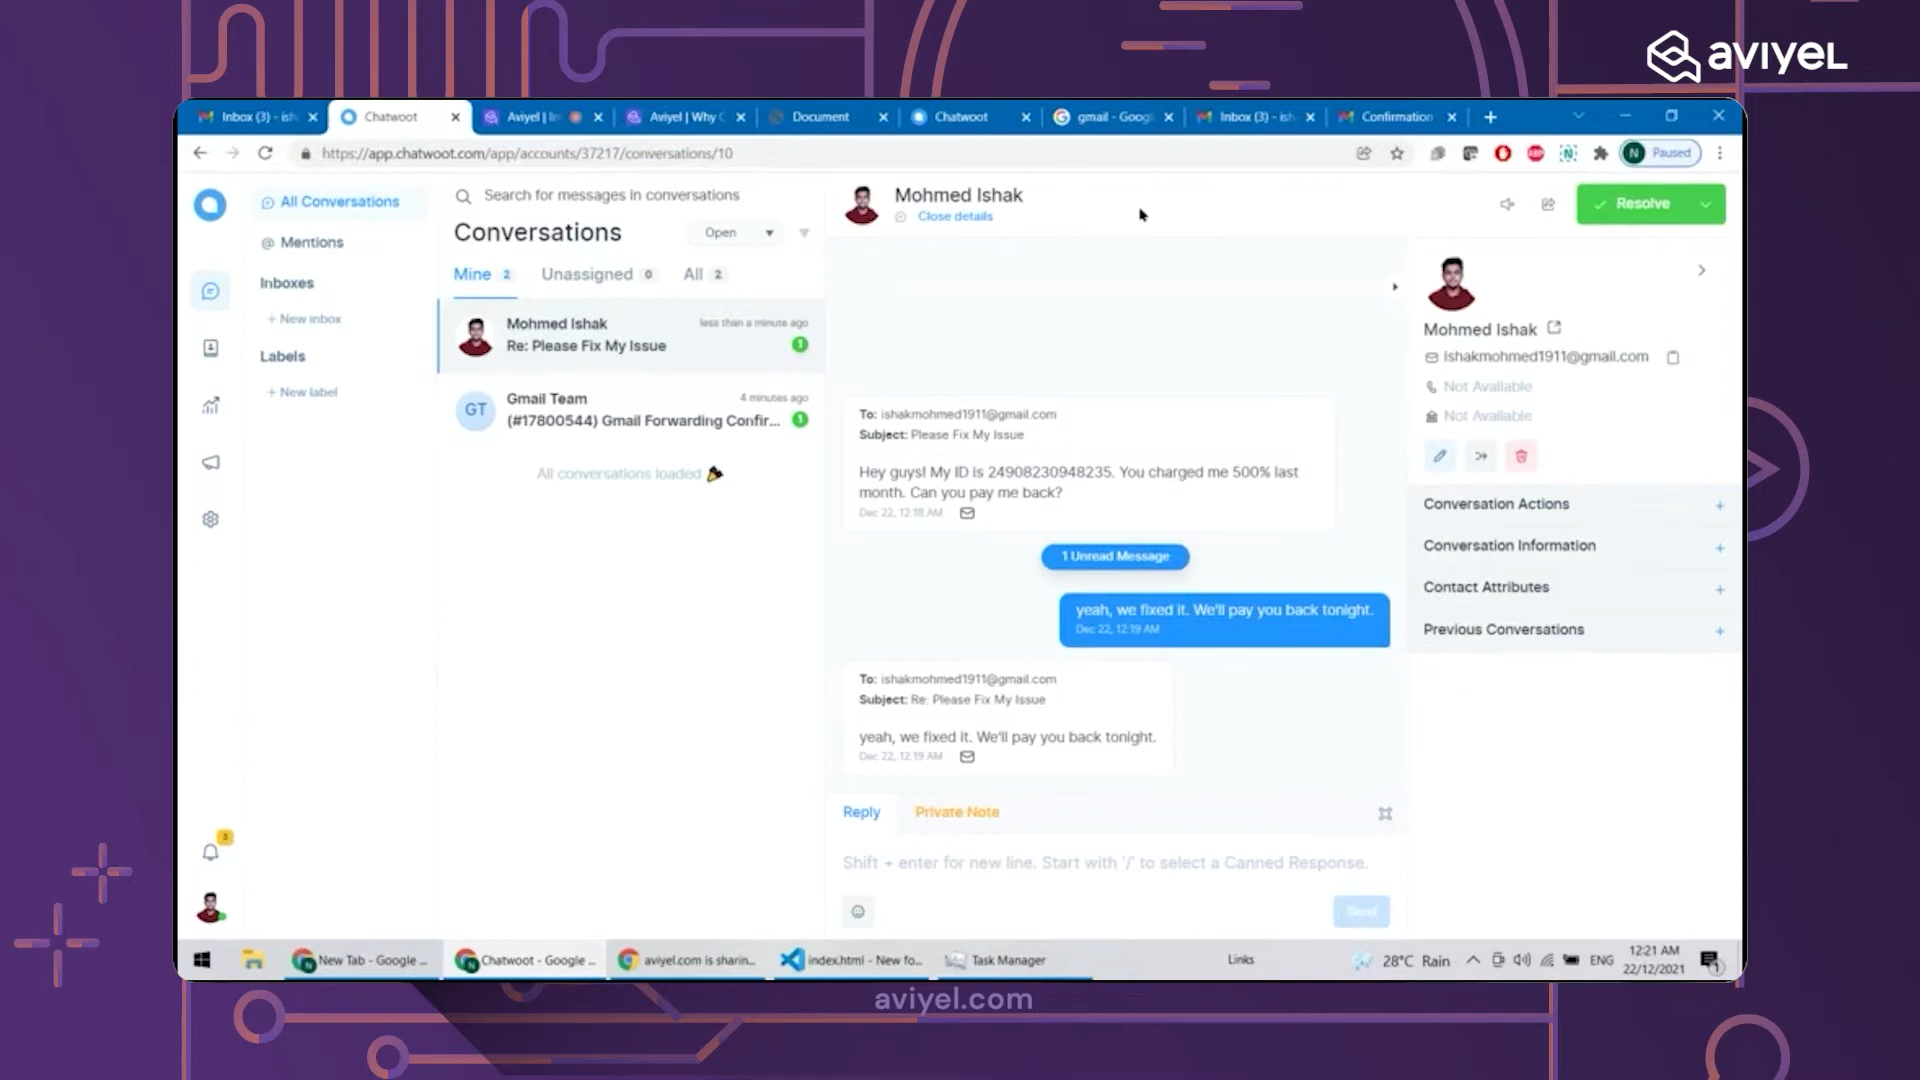 AVIYEL
Inbox (3) - ish
Chatwoot
Aviyel | In
Aviyel | Why C
Document
Chatwoot
gmail - Googl
Inbox (3) - ish
Confirmation
https://app.chatwoot.com/app/accounts/37217/conversations/10
N
Paused
All Conversations
Mentions
Inboxes
+ New inbox
Labels
+ New label
3
Search for messages in conversations
Conversations
Open
Mine 2
Unassigned 0
All 2
Mohmed Ishak
less than a minute ago
Re: Please Fix My Issue
1
GT
Gmail Team
4 minutes ago
(#17800544) Gmail Forwarding Confir...
1
All conversations loaded
Mohmed Ishak
Close details
Resolve
To: ishakmohmed1911@gmail.com
Subject: Please Fix My Issue
Hey guys! My ID is 24908230948235. You charged me 500% last
month. Can you pay me back?
Dec 22, 12:18 AM
1 Unread Message
yeah, we fixed it. We'll pay you back tonight.
Dec 22, 12:19 AM
To: ishakmohmed1911@gmail.com
Subject: Re: Please Fix My Issue
yeah, we fixed it. We'll pay you back tonight.
Dec 22, 12:19 AM
Reply
Private Note
Shift + enter for new line. Start with '/' to select a Canned Response.
Send
Mohmed Ishak
ishakmohmed1911@gmail.com
Not Available
Not Available
Conversation Actions
Conversation Information
Contact Attributes
Previous Conversations
New Tab - Google ...
Chatwoot - Google ...
aviyel.com is sharin...
index.html - New fo...
Task Manager
Links
28°C Rain
ENG
12:21 AM
22/12/2021
1
aviyel.com